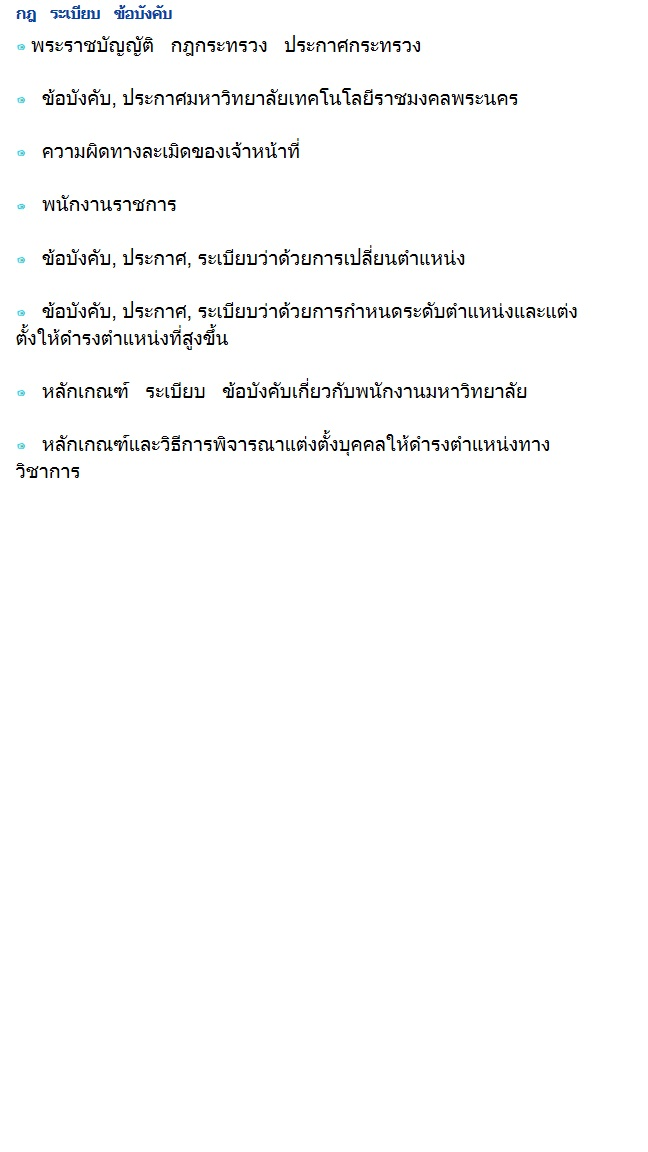 กฎ ระเบียบ ข้อบังคับ
๏ พระราชบัญญัติ กฎกระทรวง ประกาศกระทรวง
๏ ข้อบังคับ, ประกาศมหาวิทยาลัยเทคโนโลยีราชมงคลพระนคร
๏ ความผิดทางละเมิดของเจ้าหน้าที่
๏ พนักงานราชการ
๏ ข้อบังคับ, ประกาศ, ระเบียบว่าด้วยการเปลี่ยนตำแหน่ง
๏ ข้อบังคับ, ประกาศ, ระเบียบว่าด้วยการกำหนดระดับตำแหน่งและแต่ง
ตั้งให้ดำรงตำแหน่งที่สูงขึ้น
๏ หลักเกณฑ์ ระเบียบ ข้อบังคับเกี่ยวกับพนักงานมหาวิทยาลัย
๏ หลักเกณฑ์และวิธีการพิจารณาแต่งตั้งบุคคลให้ดำรงตำแหน่งทาง
วิชาการ